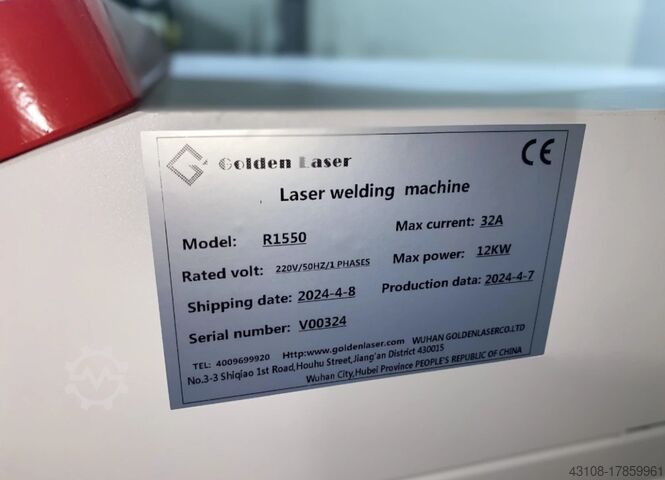 Golden Laser
CE
Laser welding machine
Model: R1550
Max current: 32A
Rated volt: 220V/50HZ/1 PHASES
Max power: 12KW
Shipping date: 2024-4-8
Production data: 2024-4-7
Serial number: V00324
TEL: 4009699920 Http:www.goldenlaser.com WUHAN GOLDENLASERCO.LTD
No.3-3 Shiqiao 1st Road,Houhu Street,Jiang'an District 430015
Wuhan City,Hubei Province PEOPLE'S REPUBLIC OF CHINA
43108-17859961